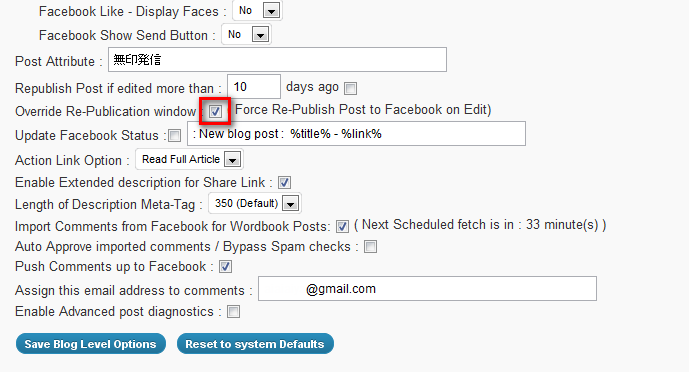 Facebook Like - Display Faces : No
Facebook Show Send Button : No
Post Attribute : 無印発信
Republish Post if edited more than : 10 days ago
Override Re-Publication window Force Re-Publish Post to Facebook on Edit)
Update Facebook Status : : New blog post : %title% - %link%
Action Link Option : Read Full Article
Enable Extended description for Share Link :
Length of Description Meta-Tag : 350 (Default)
Import Comments from Facebook for Wordbook Posts: ( Next Scheduled fetch is in : 33 minute(s) )
Auto Approve imported comments / Bypass Spam checks :
Push Comments up to Facebook :
Assign this email address to comments : @gmail.com
Enable Advanced post diagnostics :
Save Blog Level Options Reset to system Defaults